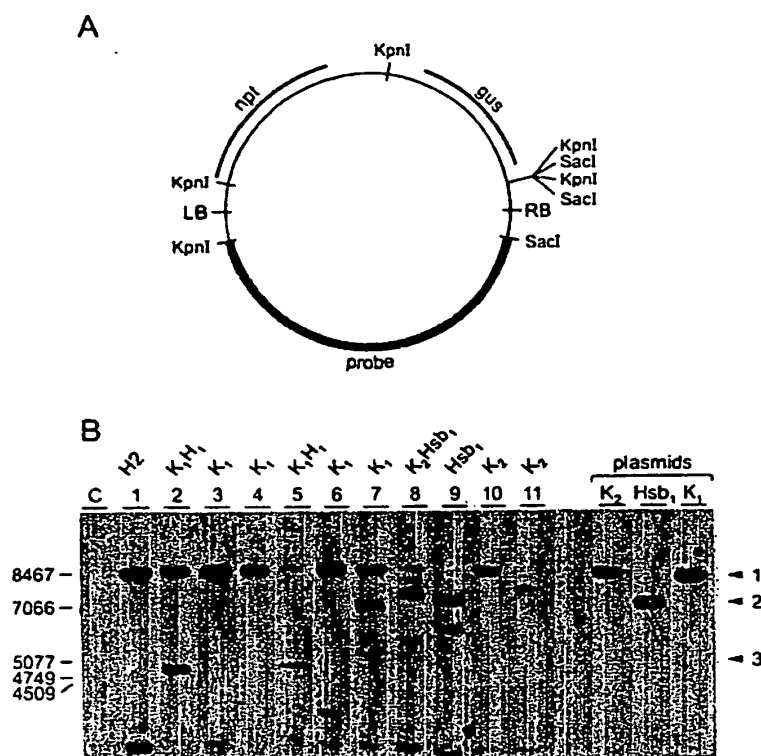 A
KpnI
npt
gus
KpnI
SacI
KpnI
SacI
KpnI
LB
RB
KpnI
SacI
probe
B
H2 K₁H₁ K₁ K₁ K₁H₁ K₁ K₁ K₂Hsb₁ Hsb₁ K₂ K₂ plasmids
C 1 2 3 4 5 6 7 8 9 10 11 K₂ Hsb₁ K₁
8467 1
7066 2
5077 3
4749
4509